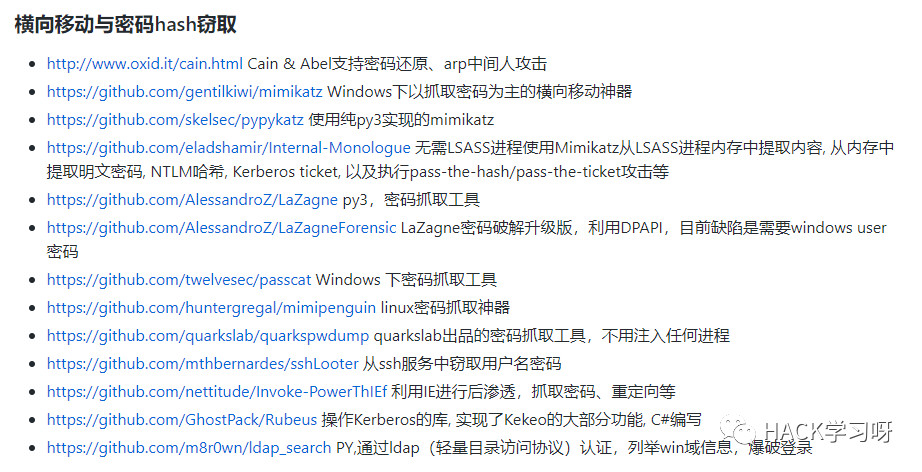 横向移动与密码hash窃取
http://www.oxid.it/cain.html Cain & Abel支持密码还原、arp中间人攻击
https://github.com/gentilkiwi/mimikatz Windows下以抓取密码为主的横向移动神器
https://github.com/skelsec/pypykatz 使用纯py3实现的mimikatz
https://github.com/eladshamir/Internal-Monologue 无需LSASS进程使用Mimikatz从LSASS进程内存中提取内容, 从内存中
提取明文密码, NTLM哈希, Kerberos ticket, 以及执行pass-the-hash/pass-the-ticket攻击等
https://github.com/AlessandroZ/LaZagne py3，密码抓取工具
https://github.com/AlessandroZ/LaZagneForensic LaZagne密码破解升级版，利用DPAPI，目前缺陷是需要windows user
密码
https://github.com/twelvesec/passcat Windows 下密码抓取工具
https://github.com/huntergregal/mimipenguin linux密码抓取神器
https://github.com/quarkslab/quarkspwdump quarkslab出品的密码抓取工具，不用注入任何进程
https://github.com/mthbernardes/sshLooter 从ssh服务中窃取用户名密码
https://github.com/nettitude/Invoke-PowerThIEf 利用IE进行后渗透，抓取密码、重定向等
https://github.com/GhostPack/Rubeus 操作Kerberos的库, 实现了Kekeo的大部分功能, C#编写
https://github.com/m8r0wn/ldap_search PY,通过ldap（轻量目录访问协议）认证，列举win域信息，爆破登录
HACK学习呀